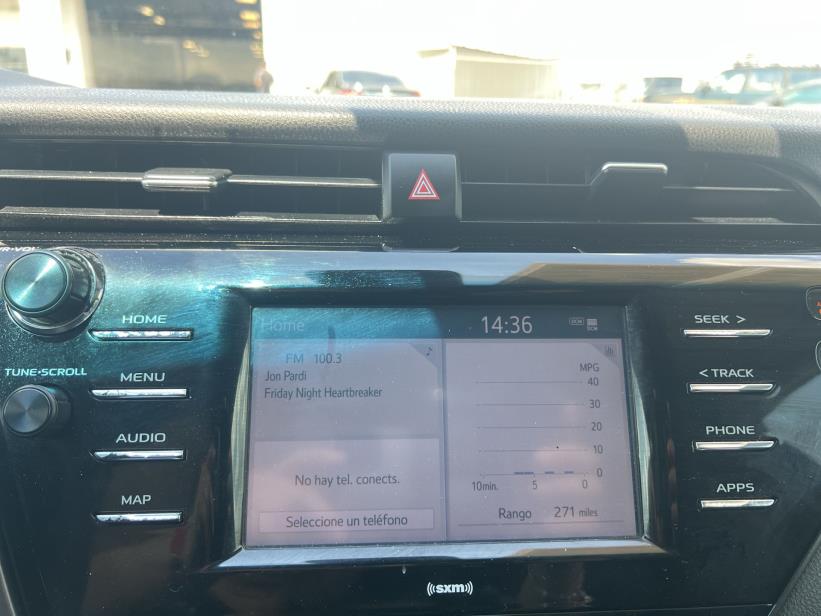 HOME
TUNE•SCROLL
MENU
AUDIO
MAP
Home
14:36
DCM
DCM
FM 100.3
Jon Pardi
Friday Night Heartbreaker
No hay tel. conects.
Seleccione un teléfono
MPG
40
30
20
10
0
10min. 5 0
Rango 271 miles
SEEK >
< TRACK
PHONE
APPS
((sxm))